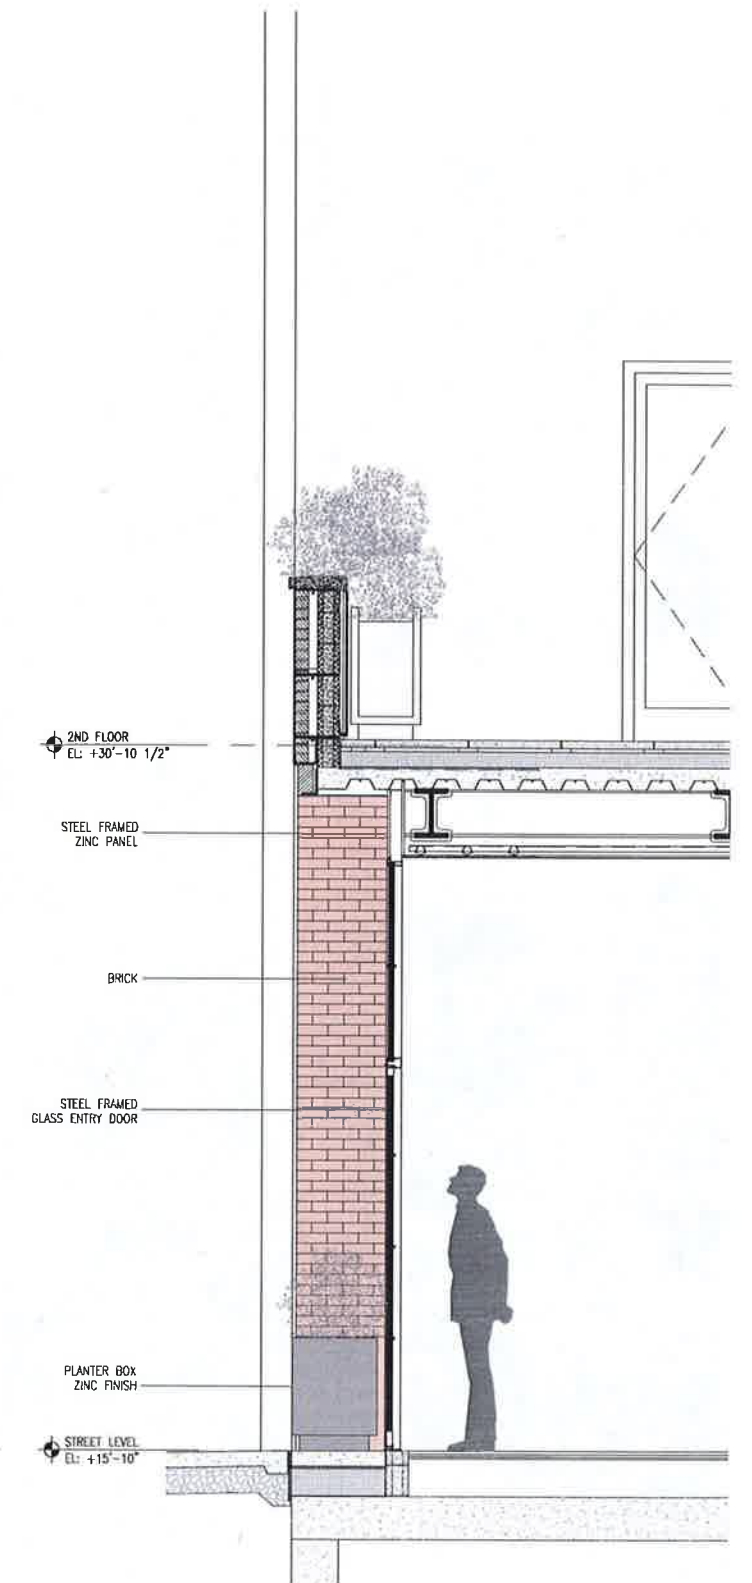 2ND FLOOR
EL: +30'-10 1/2"
STEEL FRAMED
ZINC PANEL
BRICK
STEEL FRAMED
GLASS ENTRY DOOR
PLANTER BOX
ZINC FINISH
STREET LEVEL
EL: +15'-10"